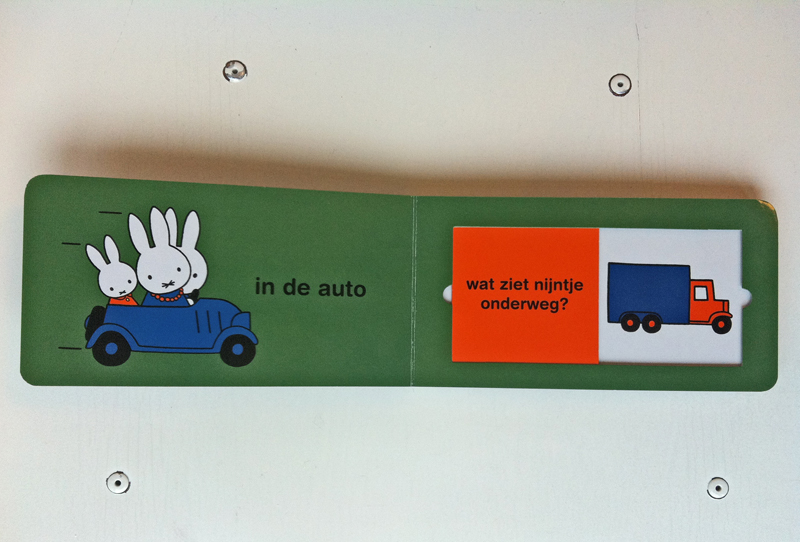 in de auto
wat ziet nijntje
onderweg?